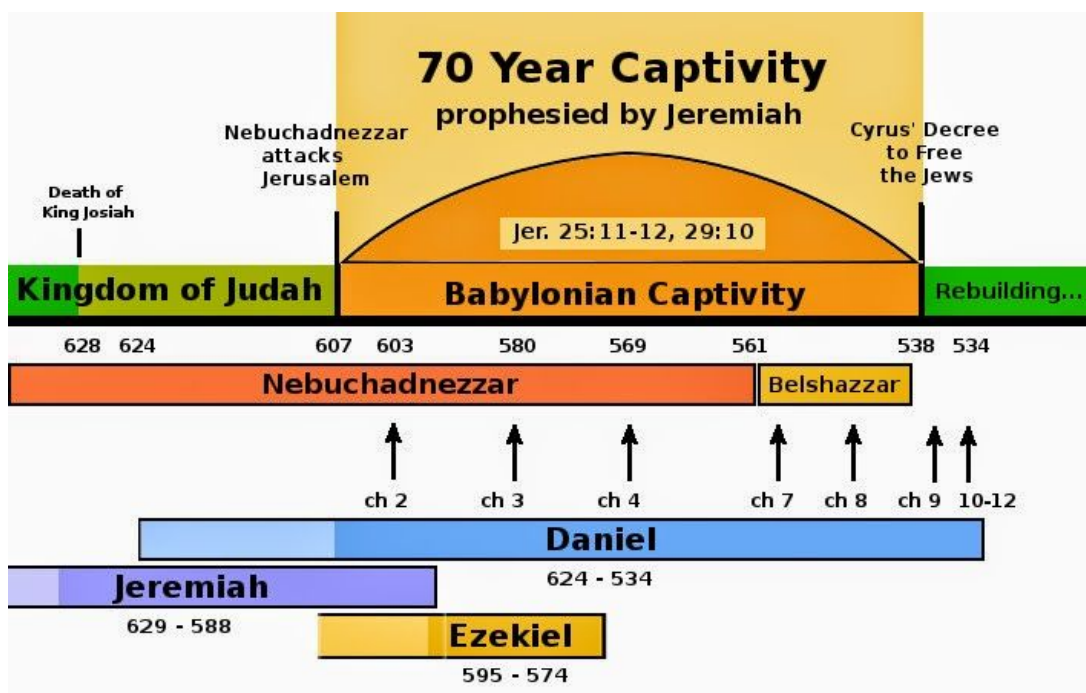 70 Year Captivity
prophesied by Jeremiah
Nebuchadnezzar
attacks
Jerusalem
Cyrus' Decree
to Free
the Jews
Death of
King Josiah
Jer. 25:11-12, 29:10
Kingdom of Judah
Babylonian Captivity
Rebuilding...
628 624 607 603 580 569 561 538 534
Nebuchadnezzar
Belshazzar
ch 2 ch 3 ch 4 ch 7 ch 8 ch 9 10-12
Daniel
624 - 534
Jeremiah
629 - 588
Ezekiel
595 - 574